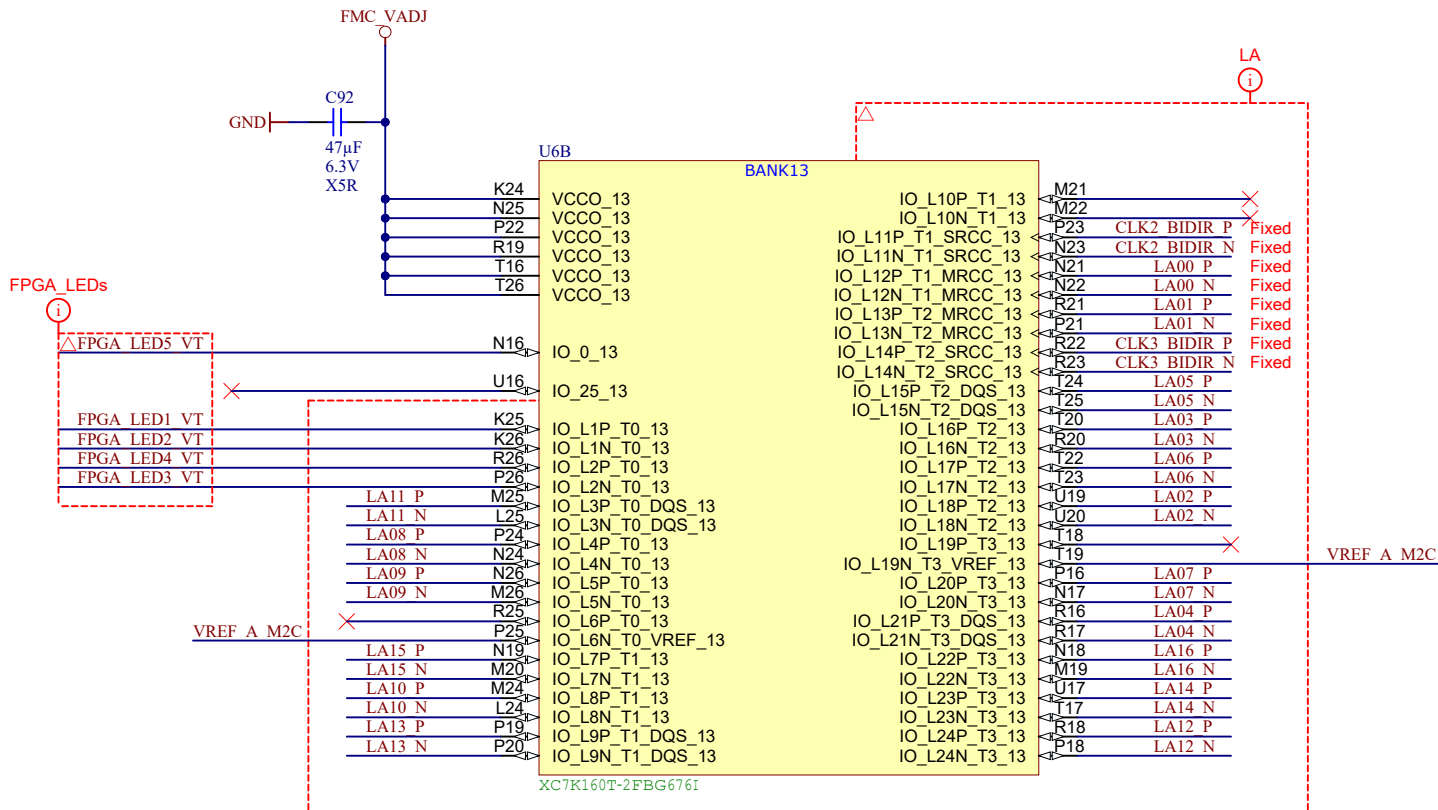 FMC_VADJ
LA
i
C92
GND
47µF
6.3V
X5R
U6B
BANK13
K24 VCCO_13 IO_L10P_T1_13 M21
N25 VCCO_13 IO_L10N_T1_13 M22
P22 VCCO_13 IO_L11P_T1_SRCC_13 P23 CLK2_BIDIR_P Fixed
R19 VCCO_13 IO_L11N_T1_SRCC_13 N23 CLK2_BIDIR_N Fixed
T16 VCCO_13 IO_L12P_T1_MRCC_13 N21 LA00_P Fixed
T26 VCCO_13 IO_L12N_T1_MRCC_13 N22 LA00_N Fixed
FPGA_LEDs
i
IO_L13P_T2_MRCC_13 R21 LA01_P Fixed
IO_L13N_T2_MRCC_13 P21 LA01_N Fixed
FPGA_LED5_VT N16 IO_0_13 IO_L14P_T2_SRCC_13 R22 CLK3_BIDIR_P Fixed
IO_L14N_T2_SRCC_13 R23 CLK3_BIDIR_N Fixed
U16 IO_25_13 IO_L15P_T2_DQS_13 T24 LA05_P
IO_L15N_T2_DQS_13 T25 LA05_N
FPGA_LED1_VT K25 IO_L1P_T0_13 IO_L16P_T2_13 T20 LA03_P
FPGA_LED2_VT K26 IO_L1N_T0_13 IO_L16N_T2_13 R20 LA03_N
FPGA_LED4_VT R26 IO_L2P_T0_13 IO_L17P_T2_13 T22 LA06_P
FPGA_LED3_VT P26 IO_L2N_T0_13 IO_L17N_T2_13 T23 LA06_N
LA11_P M25 IO_L3P_T0_DQS_13 IO_L18P_T2_13 U19 LA02_P
LA11_N L25 IO_L3N_T0_DQS_13 IO_L18N_T2_13 U20 LA02_N
LA08_P P24 IO_L4P_T0_13 IO_L19P_T3_13 T18
LA08_N N24 IO_L4N_T0_13 IO_L19N_T3_VREF_13 T19 VREF_A_M2C
LA09_P N26 IO_L5P_T0_13 IO_L20P_T3_13 P16 LA07_P
LA09_N M26 IO_L5N_T0_13 IO_L20N_T3_13 N17 LA07_N
R25 IO_L6P_T0_13 IO_L21P_T3_DQS_13 R16 LA04_P
VREF_A_M2C P25 IO_L6N_T0_VREF_13 IO_L21N_T3_DQS_13 R17 LA04_N
LA15_P N19 IO_L7P_T1_13 IO_L22P_T3_13 N18 LA16_P
LA15_N M20 IO_L7N_T1_13 IO_L22N_T3_13 M19 LA16_N
LA10_P M24 IO_L8P_T1_13 IO_L23P_T3_13 U17 LA14_P
LA10_N L24 IO_L8N_T1_13 IO_L23N_T3_13 T17 LA14_N
LA13_P P19 IO_L9P_T1_DQS_13 IO_L24P_T3_13 R18 LA12_P
LA13_N P20 IO_L9N_T1_DQS_13 IO_L24N_T3_13 P18 LA12_N
XC7K160T-2FBG676I